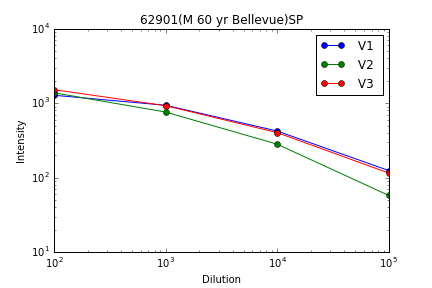 62901(M 60 yr Bellevue)SP
10^4
10^3
10^2
10^1
Intensity
V1
V2
V3
10^2 10^3 10^4 10^5
Dilution